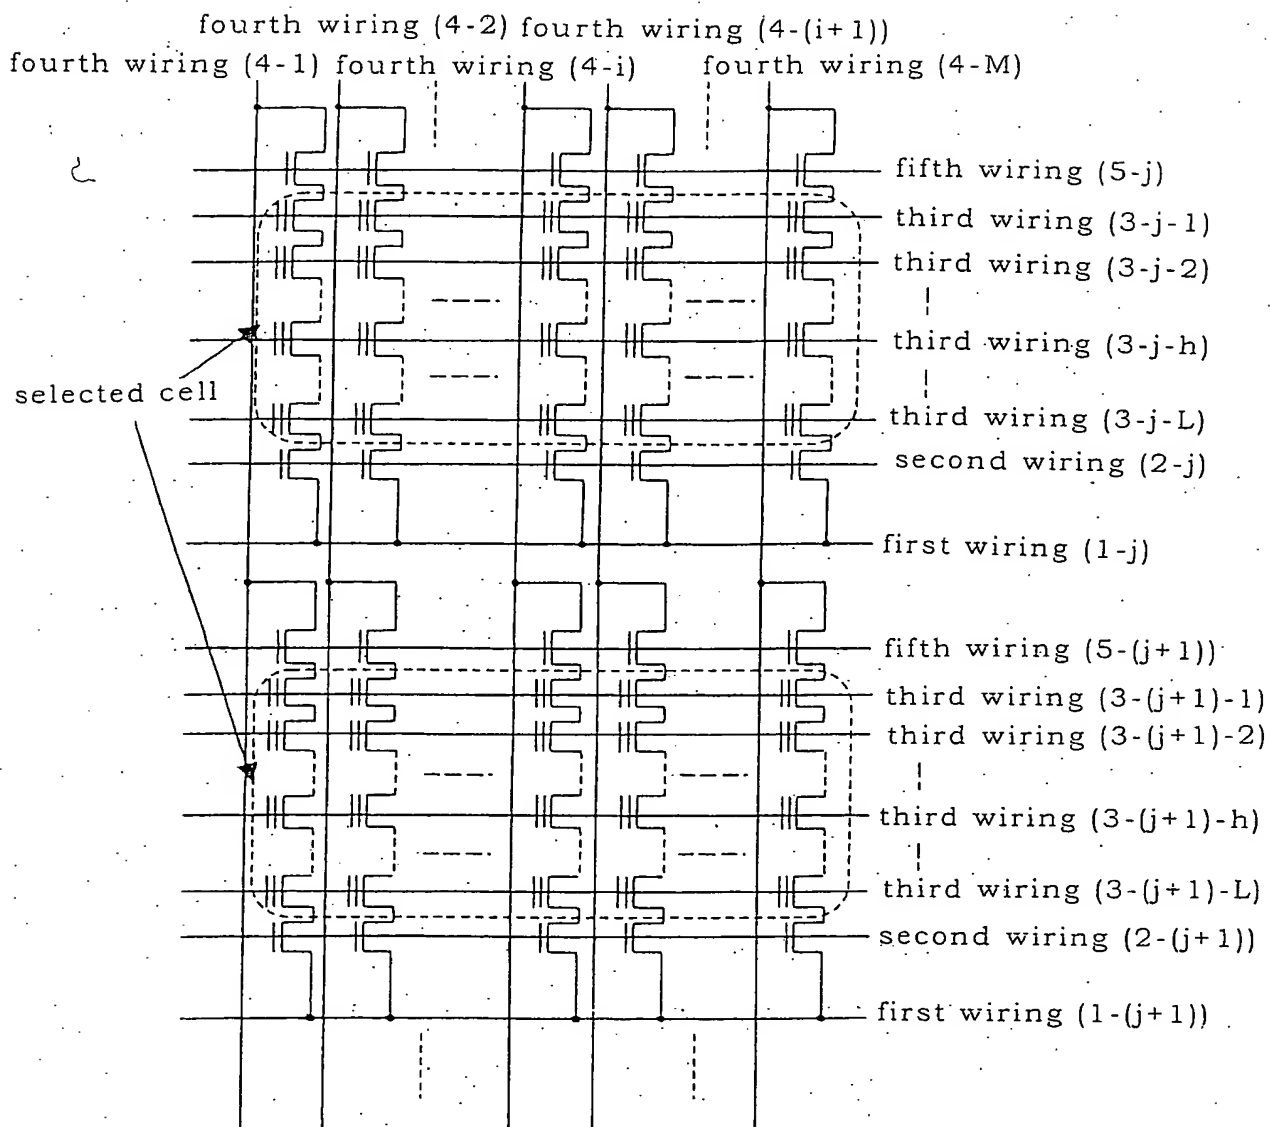 fourth wiring (4-2) fourth wiring (4-(i+1))
fourth wiring (4-1) fourth wiring (4-i) fourth wiring (4-M)
fifth wiring (5-j)
third wiring (3-j-1)
third wiring (3-j-2)
third wiring (3-j-h)
selected cell
third wiring (3-j-L)
second wiring (2-j)
first wiring (1-j)
fifth wiring (5-(j+1))
third wiring (3-(j+1)-1)
third wiring (3-(j+1)-2)
third wiring (3-(j+1)-h)
third wiring (3-(j+1)-L)
second wiring (2-(j+1))
first wiring (1-(j+1))